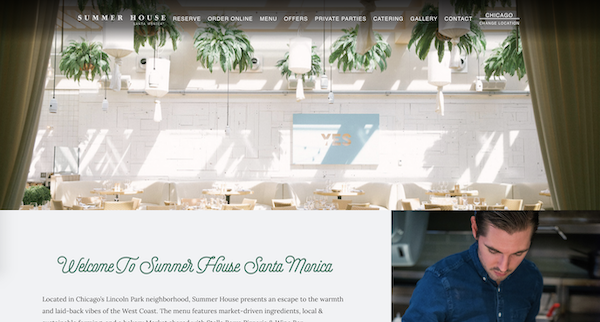 SUMMER HOUSE
SANTA MONICA
RESERVE ORDER ONLINE MENU OFFERS PRIVATE PARTIES CATERING GALLERY CONTACT
CHICAGO
CHANGE LOCATION
YES
Welcome To Summer House Santa Monica
Located in Chicago's Lincoln Park neighborhood, Summer House presents an escape to the warmth
and laid-back vibes of the West Coast. The menu features market-driven ingredients, local &